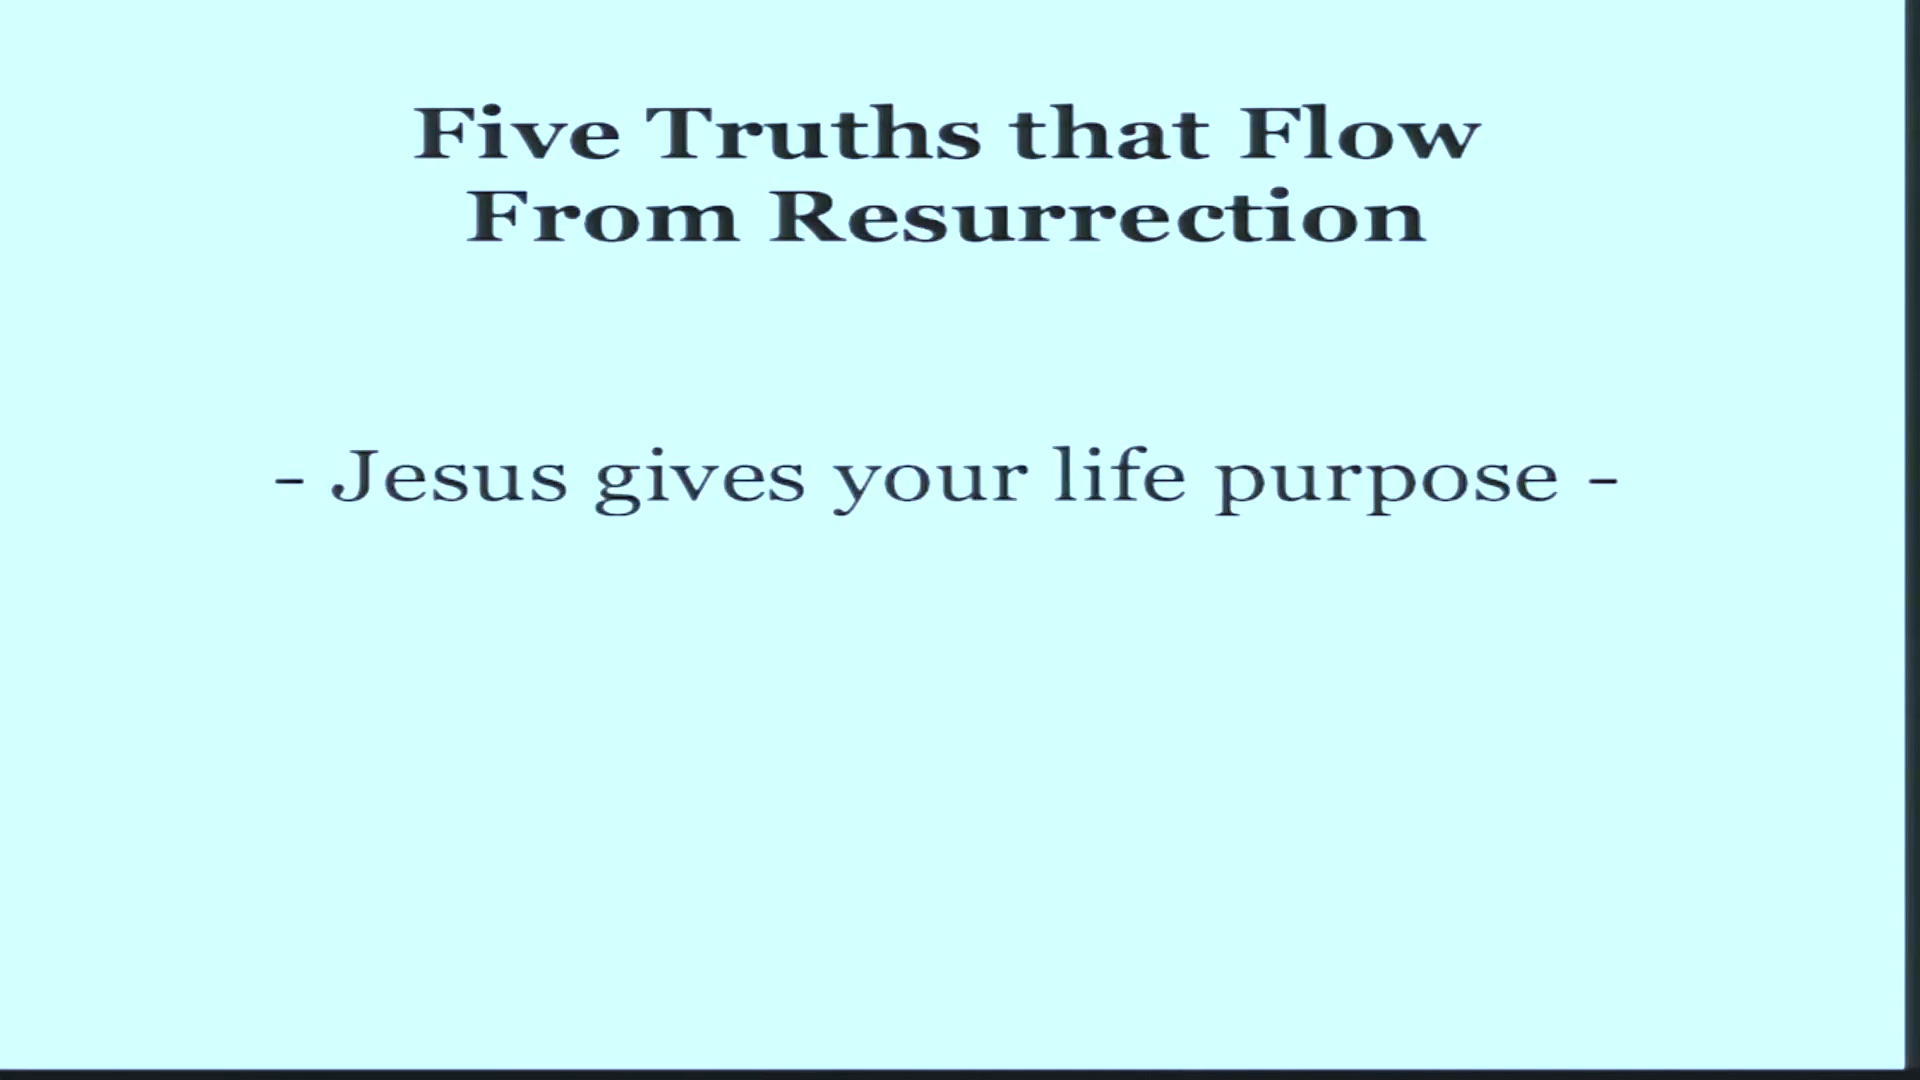 Five Truths that Flow
From Resurrection
- Jesus gives your life purpose -